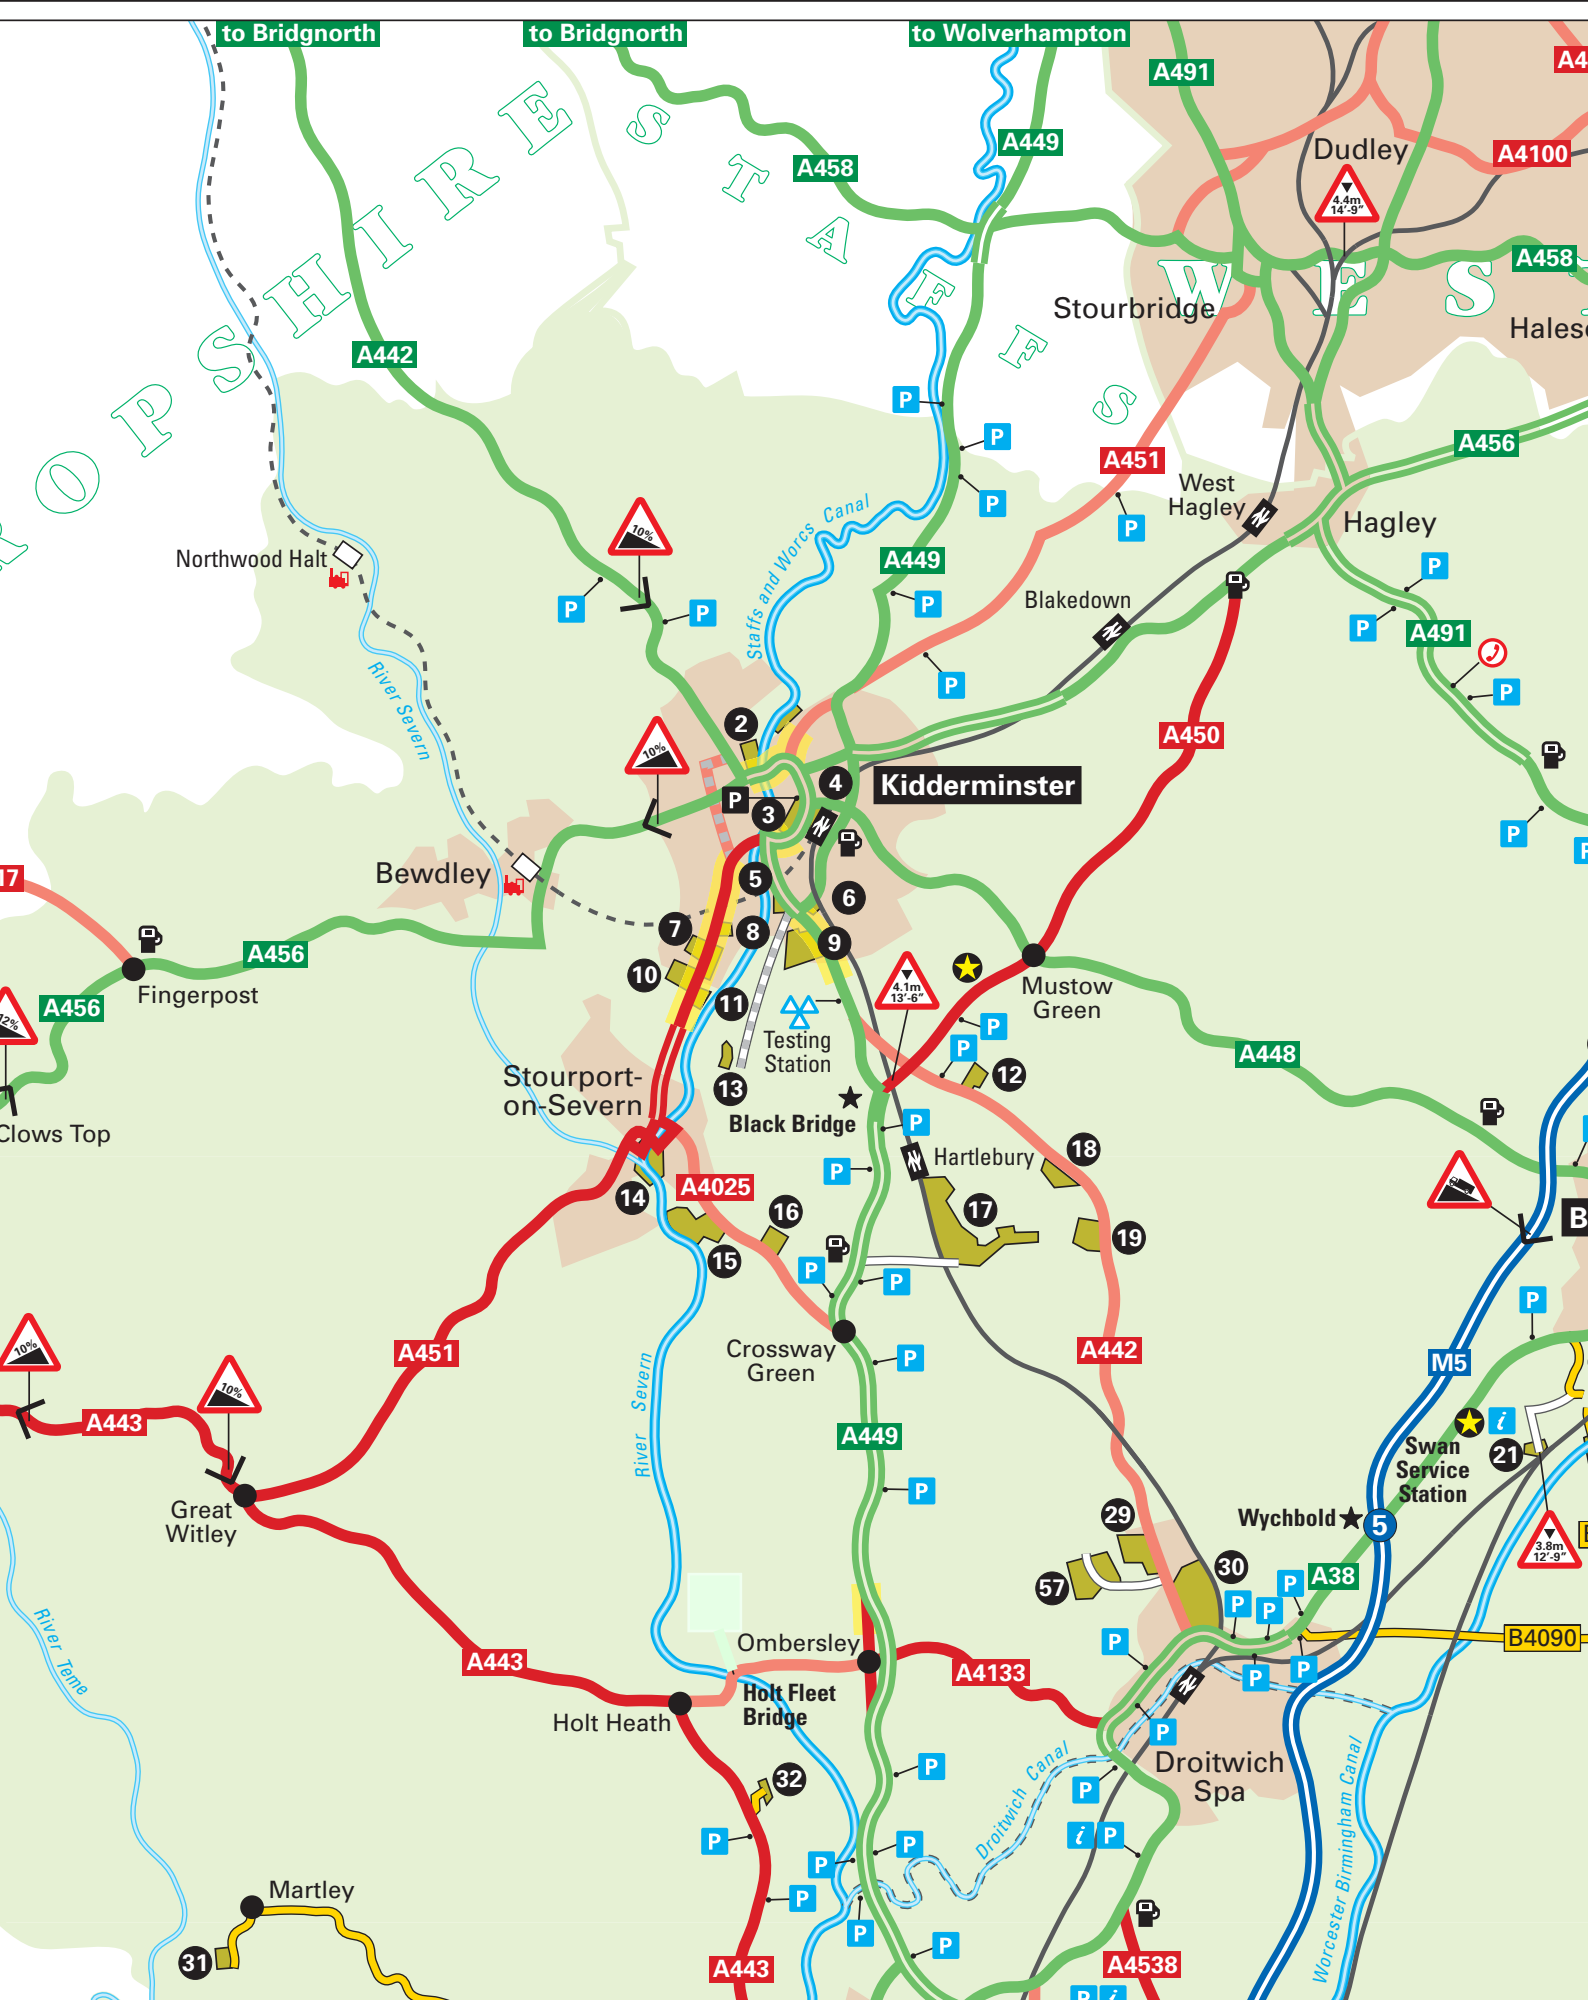 to Bridgnorth
to Bridgnorth
to Wolverhampton
A491
A4
A449
A458
Dudley
A4100
4.4m
14'-9"
ROPSHIRE
STAFFS
WES
A458
Stourbridge
Hales
A442
P
P
A451
A456
West
Hagley
Hagley
P
P
Staffs and Worcs Canal
10%
Northwood Halt
A449
P
P
P
Blakedown
P
P
A491
River Severn
P
P
2
10%
A450
4
Kidderminster
P
3
P
P
17
Bewdley
5
6
7
8
9
A456
10
Fingerpost
A456
12%
11
4.1m
13'-6"
Mustow
Green
P
Testing
Station
P
12
A448
13
Stourport-
on-Severn
Black Bridge
P
Clows Top
Hartlebury
18
P
14
A4025
16
17
19
B
15
P
P
P
10%
10%
Crossway
Green
P
A451
A442
M5
A443
River Severn
A449
Swan
Service
Station
i
21
Great
Witley
P
29
Wychbold
5
3.8m
12'-9"
30
57
A38
P
P
P
River Teme
Ombersley
P
B4090
A443
A4133
P
P
Holt Fleet
Bridge
Holt Heath
P
Droitwich
Spa
32
P
P
Droitwich Canal
Worcester Birmingham Canal
P
P
P
i
P
Martley
P
P
31
P
A443
A4538
P
i